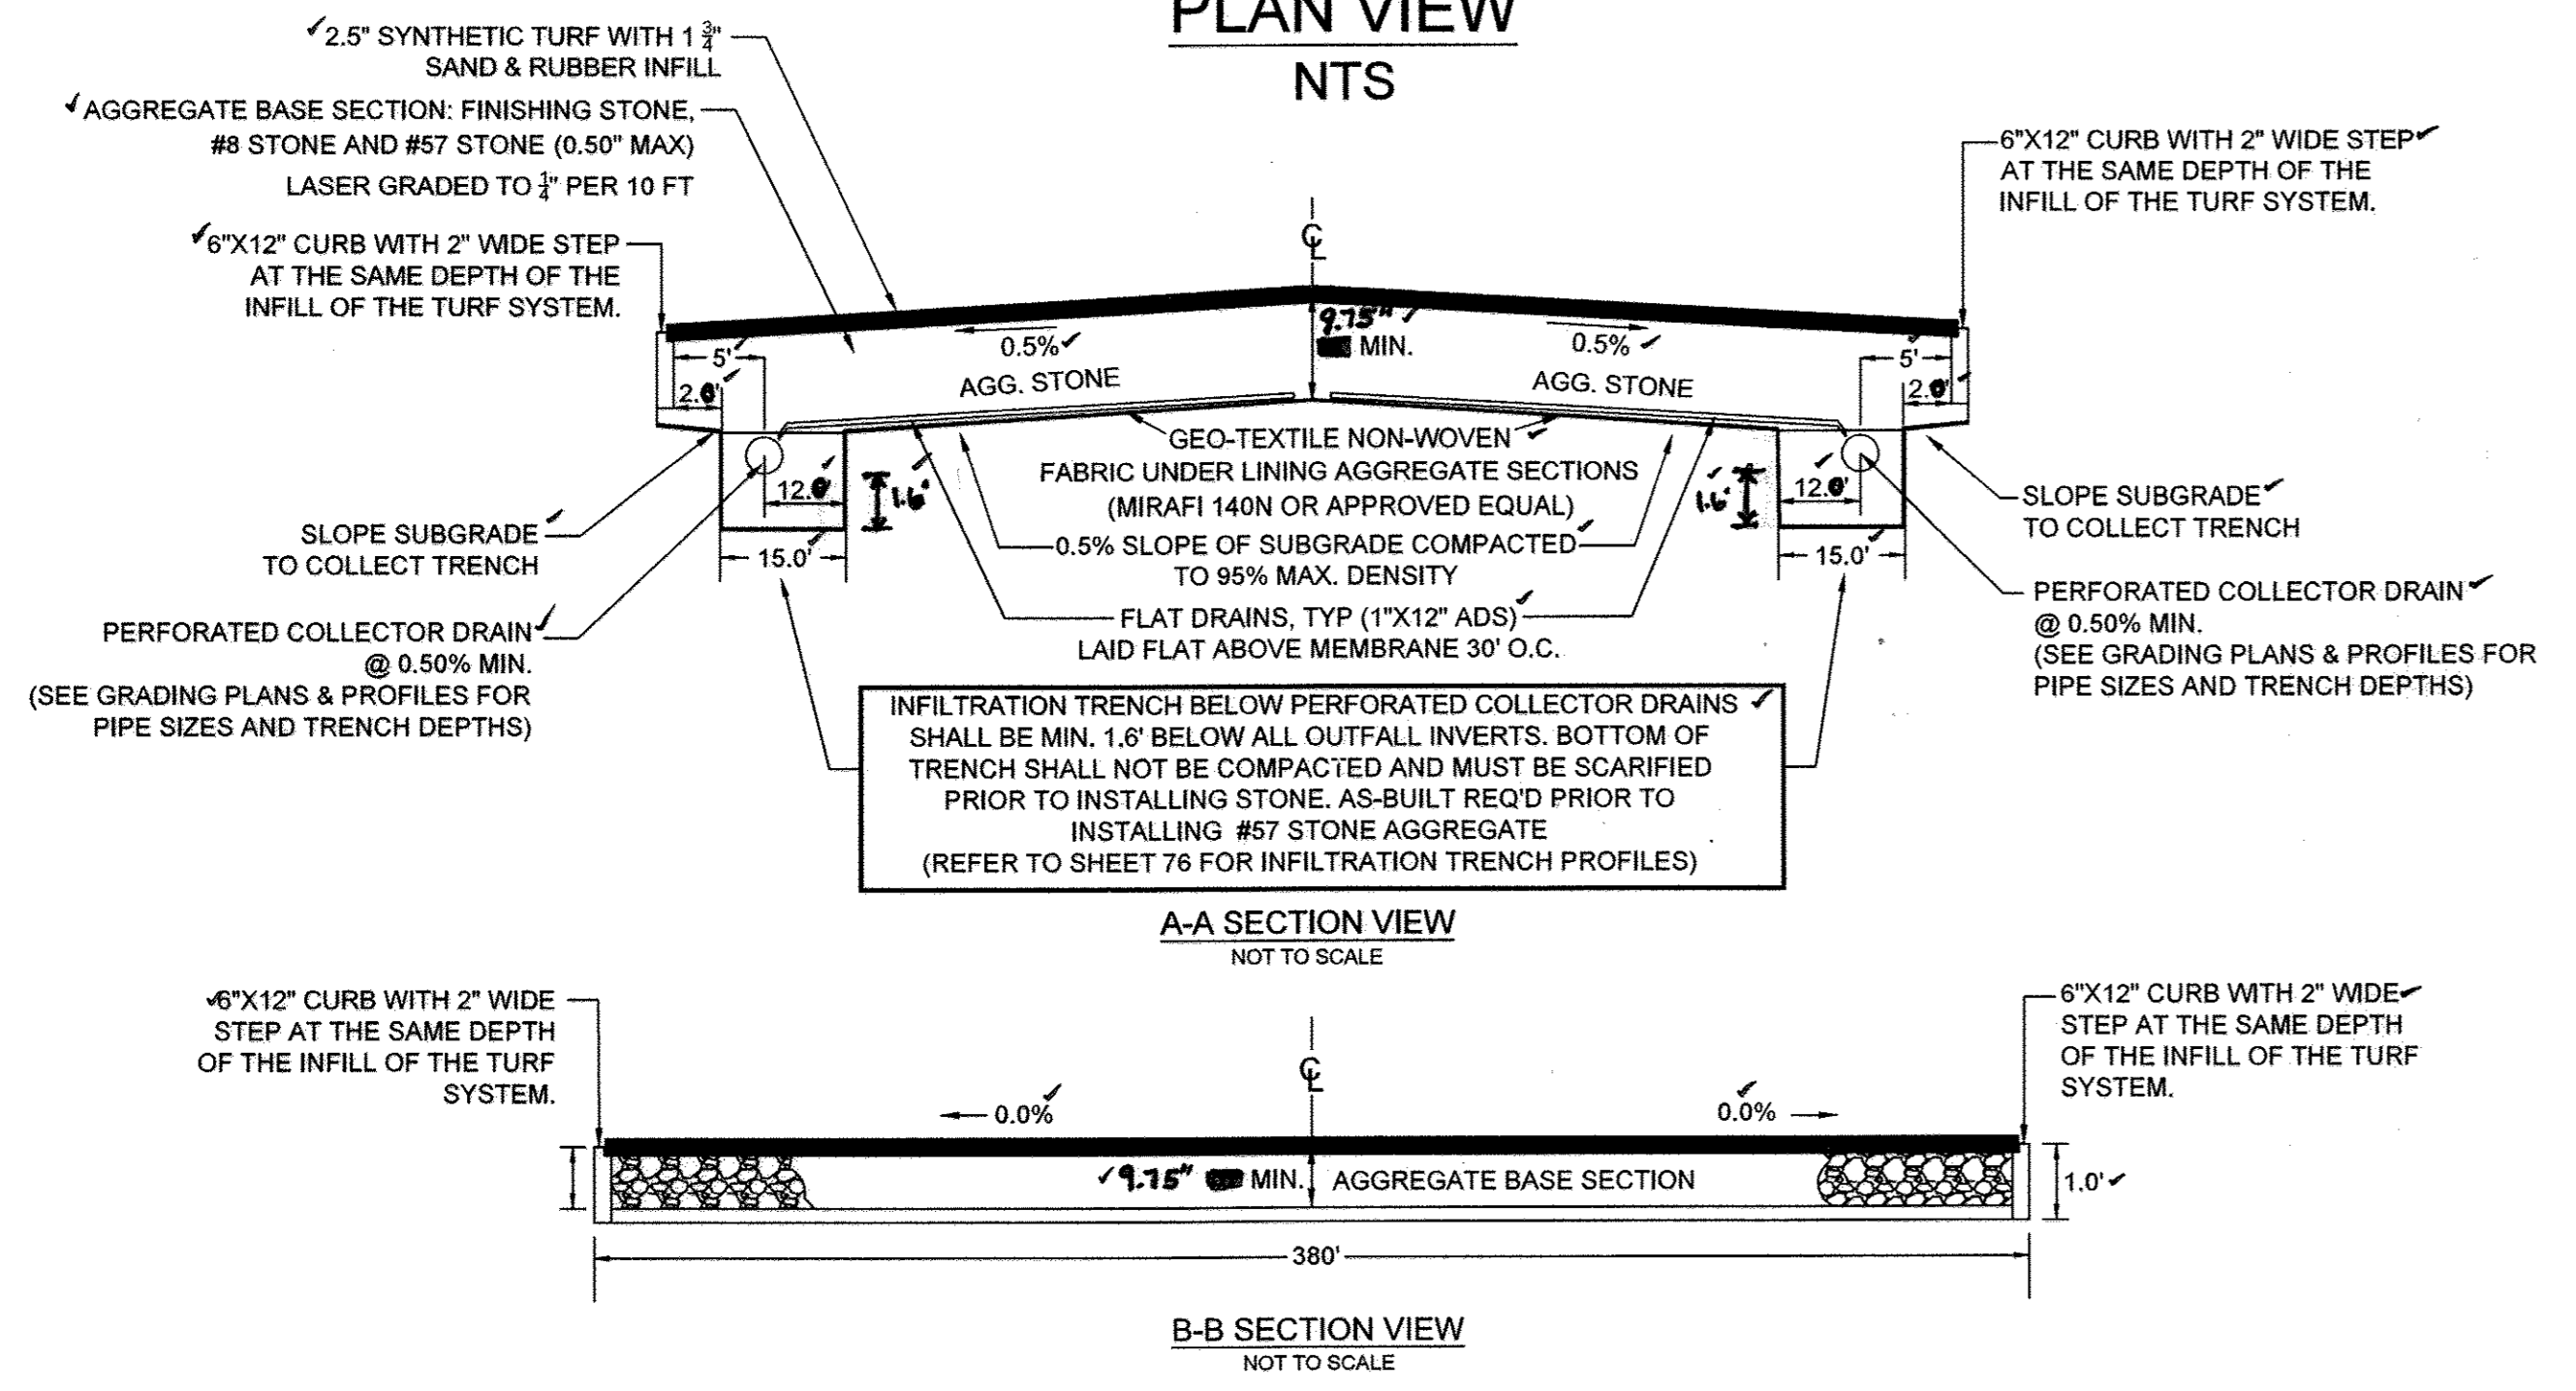 PLAN VIEW
NTS
✓2.5" SYNTHETIC TURF WITH 1 3/4"
SAND & RUBBER INFILL
✓AGGREGATE BASE SECTION: FINISHING STONE,
#8 STONE AND #57 STONE (0.50" MAX)
LASER GRADED TO 1/4" PER 10 FT
✓6"X12" CURB WITH 2" WIDE STEP
AT THE SAME DEPTH OF THE
INFILL OF THE TURF SYSTEM.
6"X12" CURB WITH 2" WIDE STEP✓
AT THE SAME DEPTH OF THE
INFILL OF THE TURF SYSTEM.
℄
9.75" ✓
MIN.
0.5%✓
0.5%✓
5'✓
5'✓
2.0'✓
2.0'✓
AGG. STONE
AGG. STONE
GEO-TEXTILE NON-WOVEN✓
FABRIC UNDER LINING AGGREGATE SECTIONS
(MIRAFI 140N OR APPROVED EQUAL)
12.0'✓
1.6'✓
✓1.6'
12.0'✓
15.0'✓
15.0'✓
0.5% SLOPE OF SUBGRADE COMPACTED✓
TO 95% MAX. DENSITY
FLAT DRAINS, TYP (1"X12" ADS)✓
LAID FLAT ABOVE MEMBRANE 30' O.C.
SLOPE SUBGRADE✓
TO COLLECT TRENCH
PERFORATED COLLECTOR DRAIN✓
@ 0.50% MIN.
(SEE GRADING PLANS & PROFILES FOR
PIPE SIZES AND TRENCH DEPTHS)
SLOPE SUBGRADE✓
TO COLLECT TRENCH
PERFORATED COLLECTOR DRAIN✓
@ 0.50% MIN.
(SEE GRADING PLANS & PROFILES FOR
PIPE SIZES AND TRENCH DEPTHS)
INFILTRATION TRENCH BELOW PERFORATED COLLECTOR DRAINS ✓
SHALL BE MIN. 1.6' BELOW ALL OUTFALL INVERTS. BOTTOM OF
TRENCH SHALL NOT BE COMPACTED AND MUST BE SCARIFIED
PRIOR TO INSTALLING STONE. AS-BUILT REQ'D PRIOR TO
INSTALLING #57 STONE AGGREGATE
(REFER TO SHEET 76 FOR INFILTRATION TRENCH PROFILES)
A-A SECTION VIEW
NOT TO SCALE
✓6"X12" CURB WITH 2" WIDE
STEP AT THE SAME DEPTH
OF THE INFILL OF THE TURF
SYSTEM.
6"X12" CURB WITH 2" WIDE✓
STEP AT THE SAME DEPTH
OF THE INFILL OF THE TURF
SYSTEM.
℄
0.0%✓
0.0%✓
✓9.75" MIN. AGGREGATE BASE SECTION
1.0'✓
380'
B-B SECTION VIEW
NOT TO SCALE